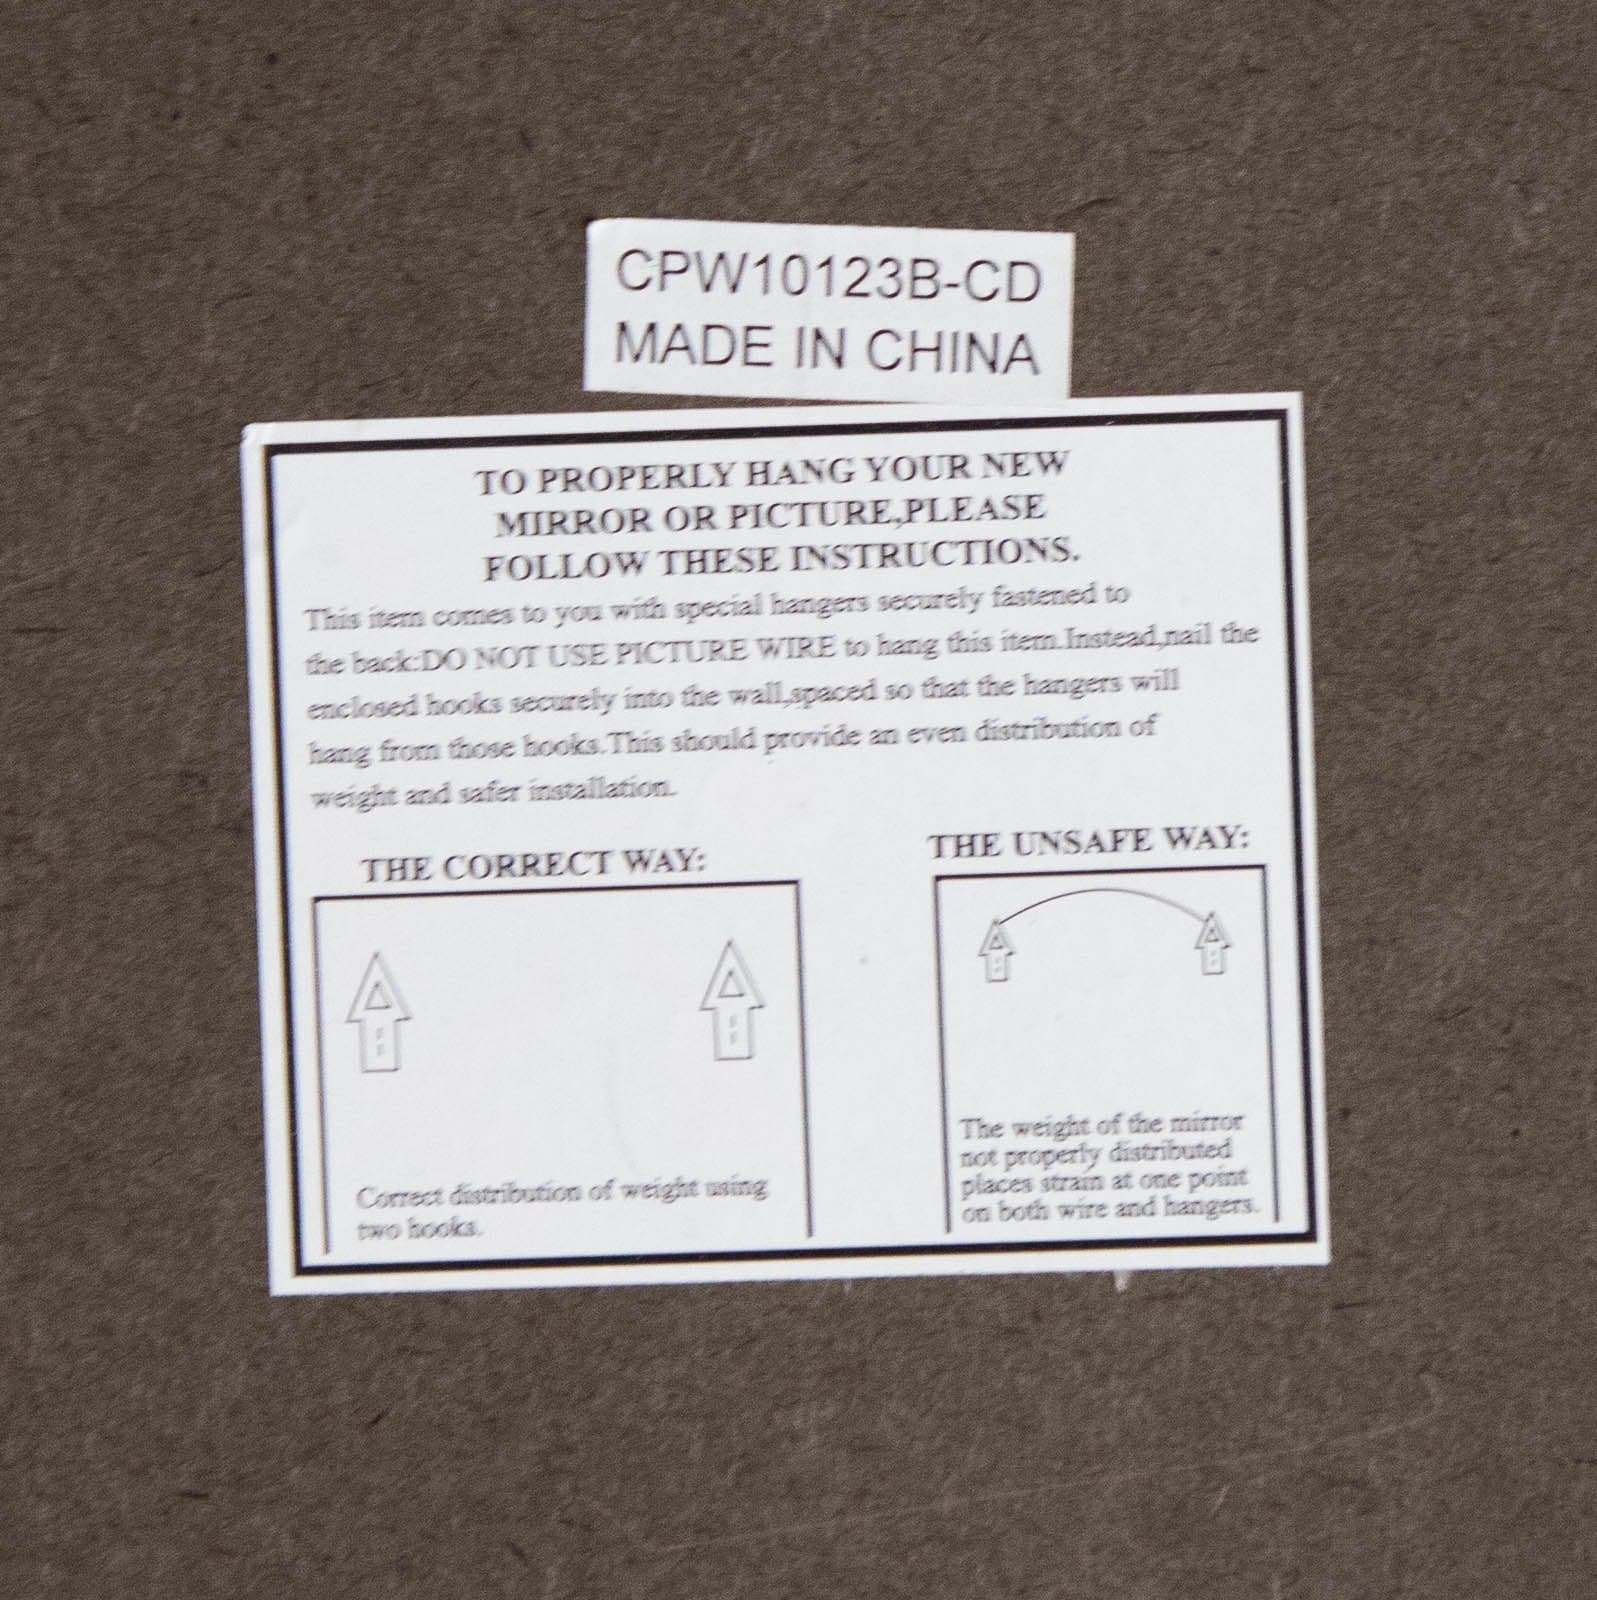 CPW10123B-CD
MADE IN CHINA
TO PROPERLY HANG YOUR NEW
MIRROR OR PICTURE,PLEASE
FOLLOW THESE INSTRUCTIONS.
This item comes to you with special hangers securely fastened to
the back:DO NOT USE PICTURE WIRE to hang this item.Instead,nail the
enclosed hooks securely into the wall,spaced so that the hangers will
hang from those hooks.This should provide an even distribution of
weight and safer installation.
THE CORRECT WAY:
Correct distribution of weight using
two hooks.
THE UNSAFE WAY:
The weight of the mirror
not properly distributed
places strain at one point
on both wire and hangers.